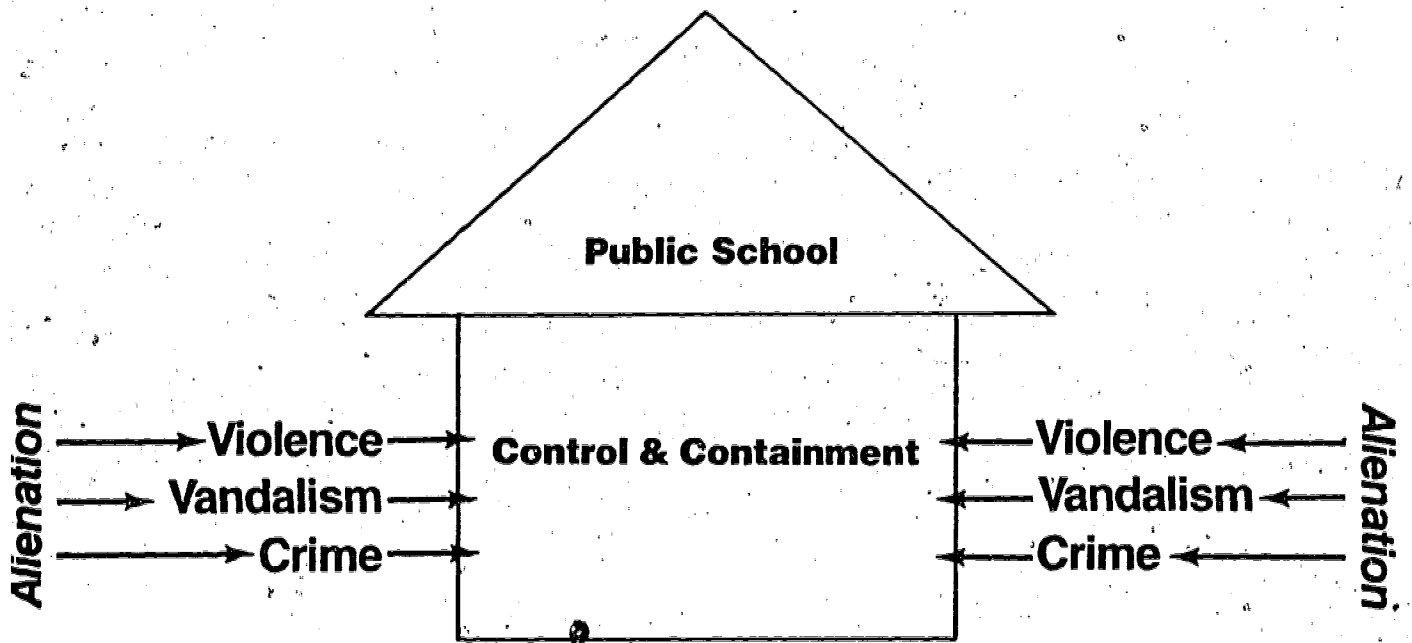 Public School
Alienation
Violence
Control & Containment
Violence
Alienation
Vandalism
Vandalism
Crime
Crime